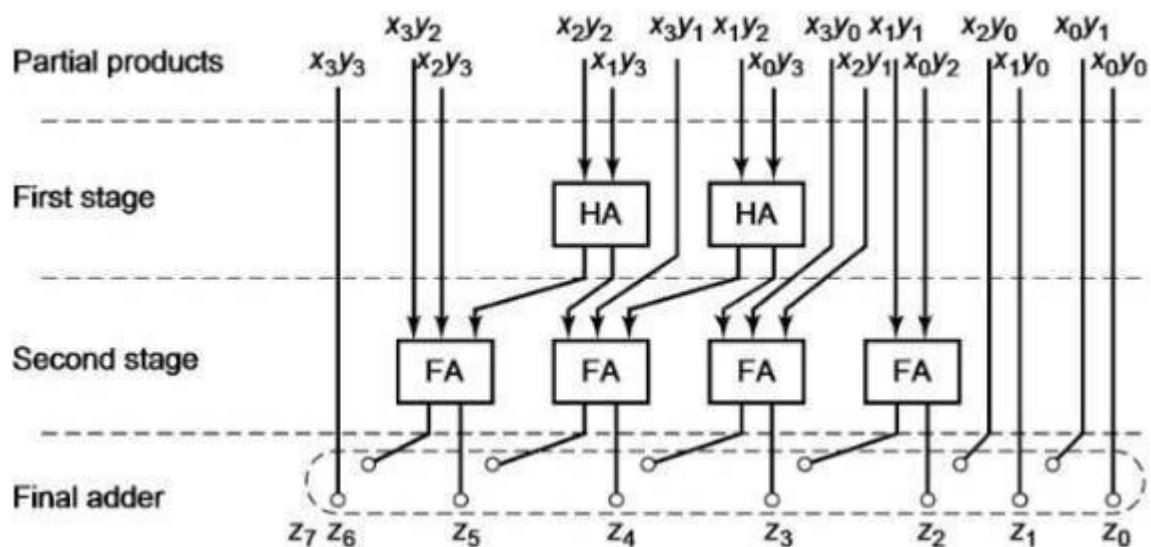 x3y2 x2y2 x3y1 x1y2 x3y0 x1y1 x2y0 x0y1
Partial products x3y3 x2y3 x1y3 x0y3 x2y1 x0y2 x1y0 x0y0
First stage HA HA
Second stage FA FA FA FA
Final adder
z7 z6 z5 z4 z3 z2 z1 z0